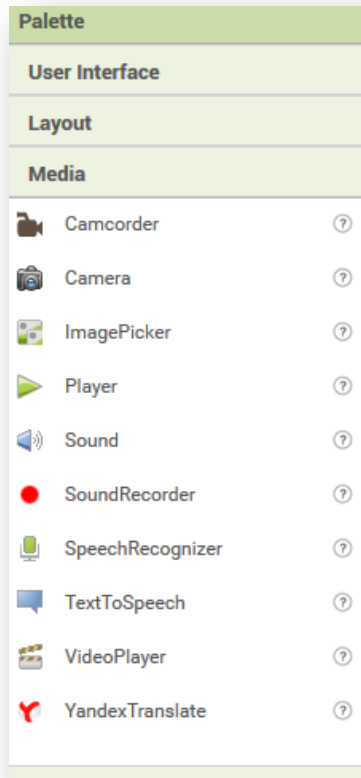 Palette
User Interface
Layout
Media
Camcorder ?
Camera ?
ImagePicker ?
Player ?
Sound ?
SoundRecorder ?
SpeechRecognizer ?
TextToSpeech ?
VideoPlayer ?
YandexTranslate ?